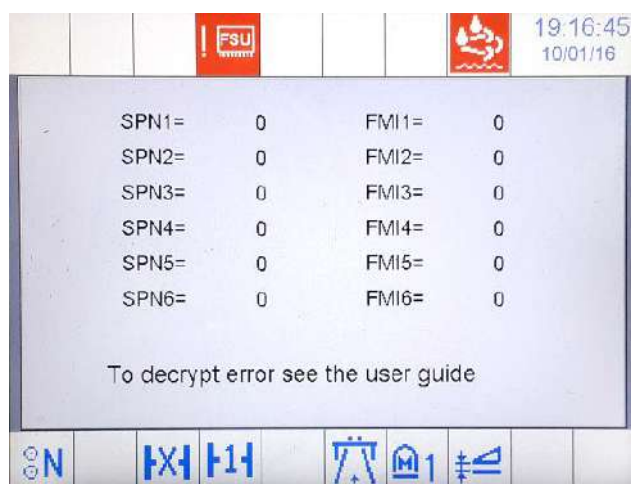 ! FSU
19:16:45
10/01/16
SPN1= 0 FMI1= 0
SPN2= 0 FMI2= 0
SPN3= 0 FMI3= 0
SPN4= 0 FMI4= 0
SPN5= 0 FMI5= 0
SPN6= 0 FMI6= 0
To decrypt error see the user guide
N X 1 M 1